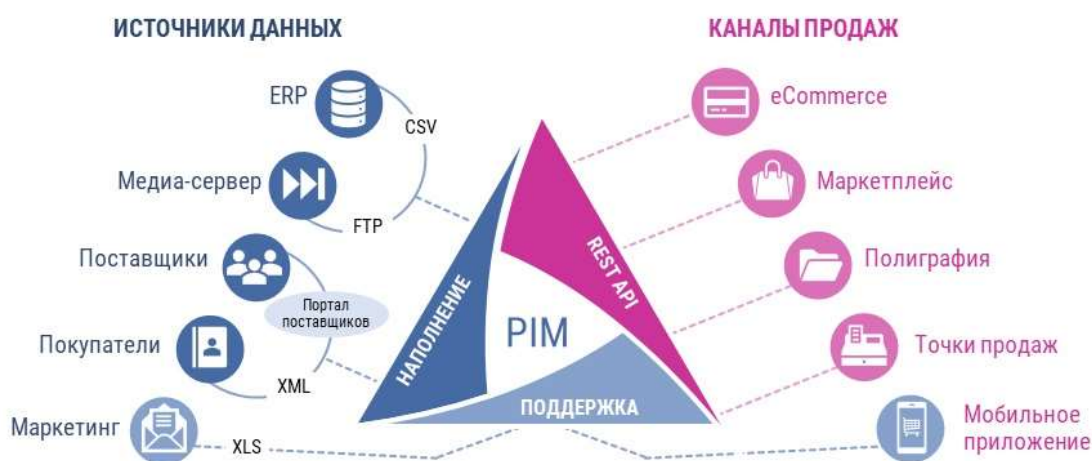 ИСТОЧНИКИ ДАННЫХ
ERP
CSV
Медиа-сервер
FTP
Поставщики
Портал
поставщиков
Покупатели
XML
Маркетинг
XLS
НАПОЛНЕНИЕ
REST API
PIM
ПОДДЕРЖКА
КАНАЛЫ ПРОДАЖ
eCommerce
Маркетплейс
Полиграфия
Точки продаж
Мобильное
приложение